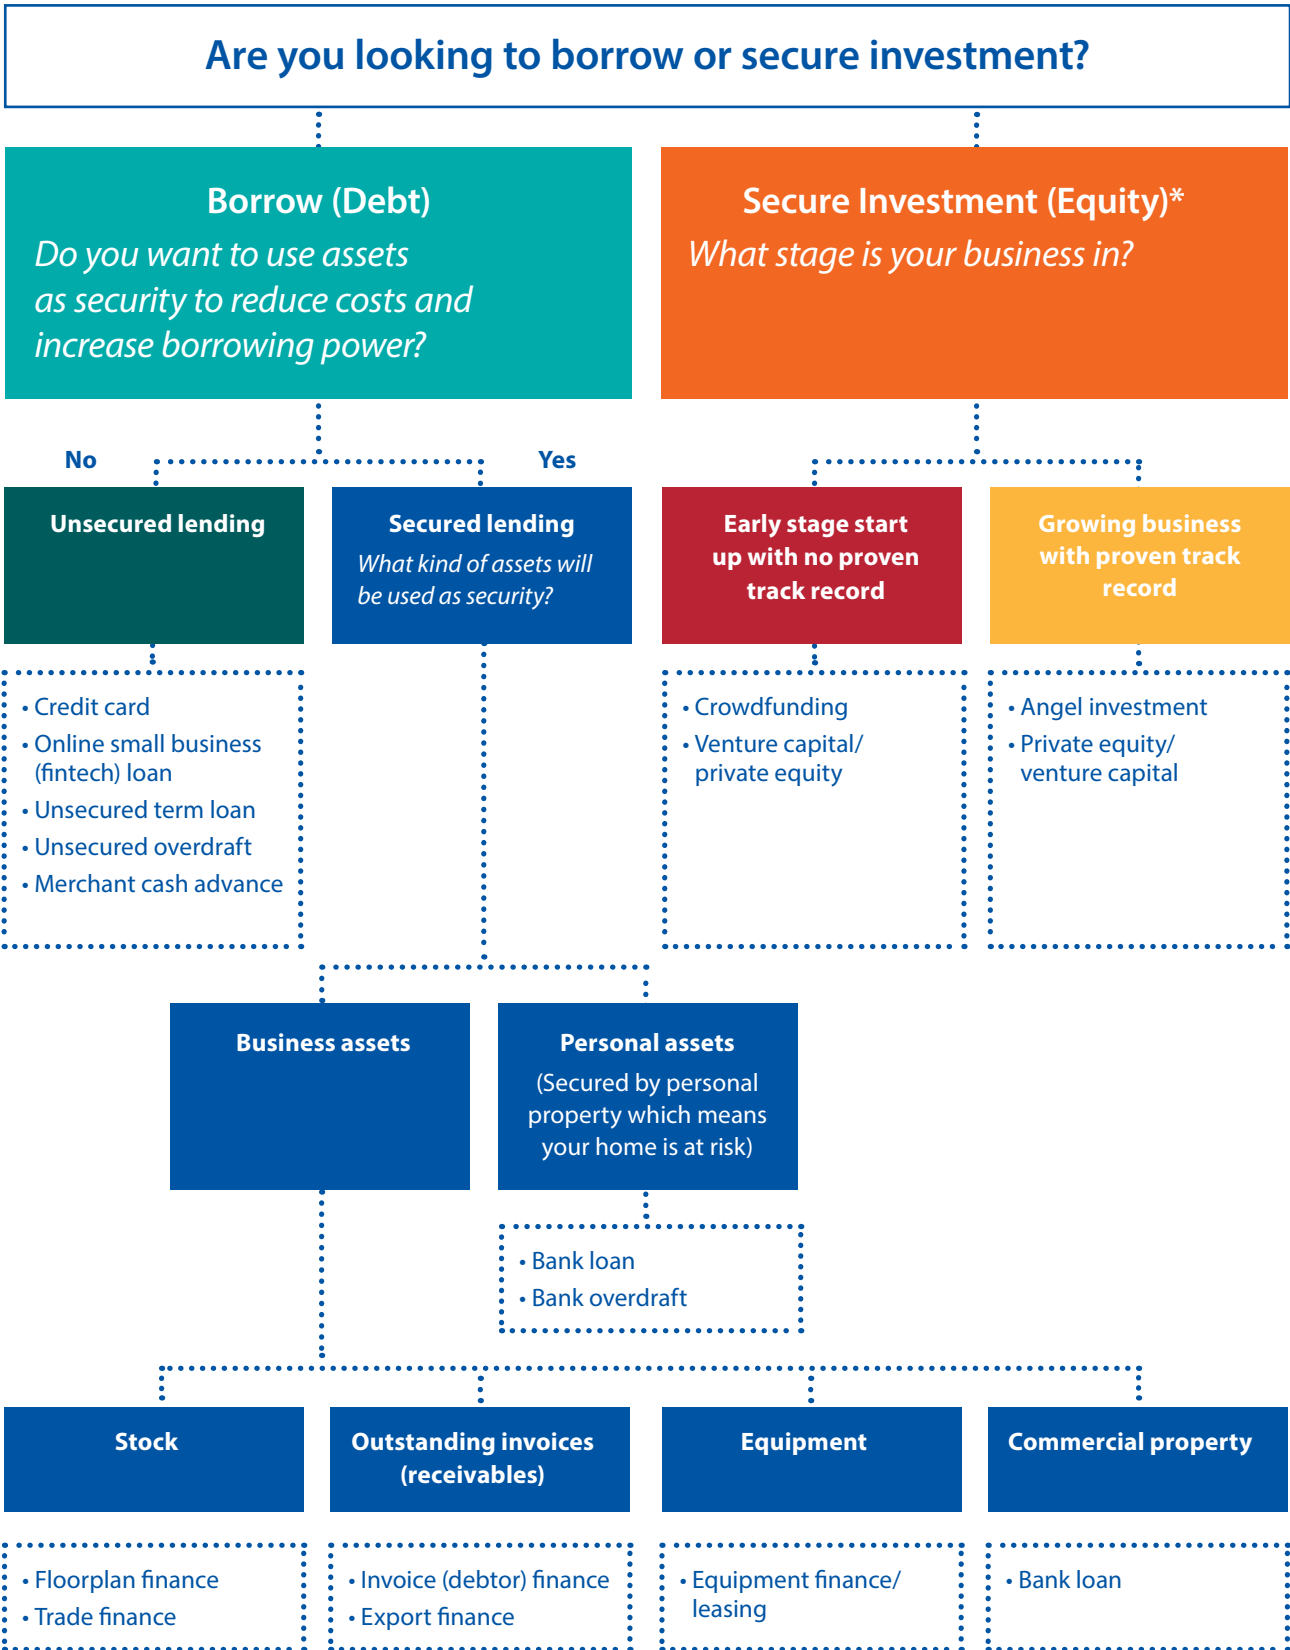 Are you looking to borrow or secure investment?
Borrow (Debt)
Do you want to use assets
as security to reduce costs and
increase borrowing power?
Secure Investment (Equity)*
What stage is your business in?
No
Yes
Unsecured lending
Secured lending
What kind of assets will
be used as security?
Early stage start
up with no proven
track record
Growing business
with proven track
record
• Credit card
• Online small business
(fintech) loan
• Unsecured term loan
• Unsecured overdraft
• Merchant cash advance
• Crowdfunding
• Venture capital/
private equity
• Angel investment
• Private equity/
venture capital
Business assets
Personal assets
(Secured by personal
property which means
your home is at risk)
• Bank loan
• Bank overdraft
Stock
Outstanding invoices
(receivables)
Equipment
Commercial property
• Floorplan finance
• Trade finance
• Invoice (debtor) finance
• Export finance
• Equipment finance/
leasing
• Bank loan